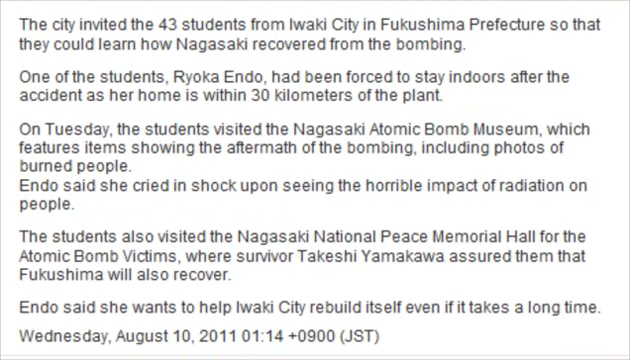 The city invited the 43 students from Iwaki City in Fukushima Prefecture so that
they could learn how Nagasaki recovered from the bombing.
One of the students, Ryoka Endo, had been forced to stay indoors after the
accident as her home is within 30 kilometers of the plant.
On Tuesday, the students visited the Nagasaki Atomic Bomb Museum, which
features items showing the aftermath of the bombing, including photos of
burned people.
Endo said she cried in shock upon seeing the horrible impact of radiation on
people.
The students also visited the Nagasaki National Peace Memorial Hall for the
Atomic Bomb Victims, where survivor Takeshi Yamakawa assured them that
Fukushima will also recover.
Endo said she wants to help Iwaki City rebuild itself even if it takes a long time.
Wednesday, August 10, 2011 01:14 +0900 (JST)